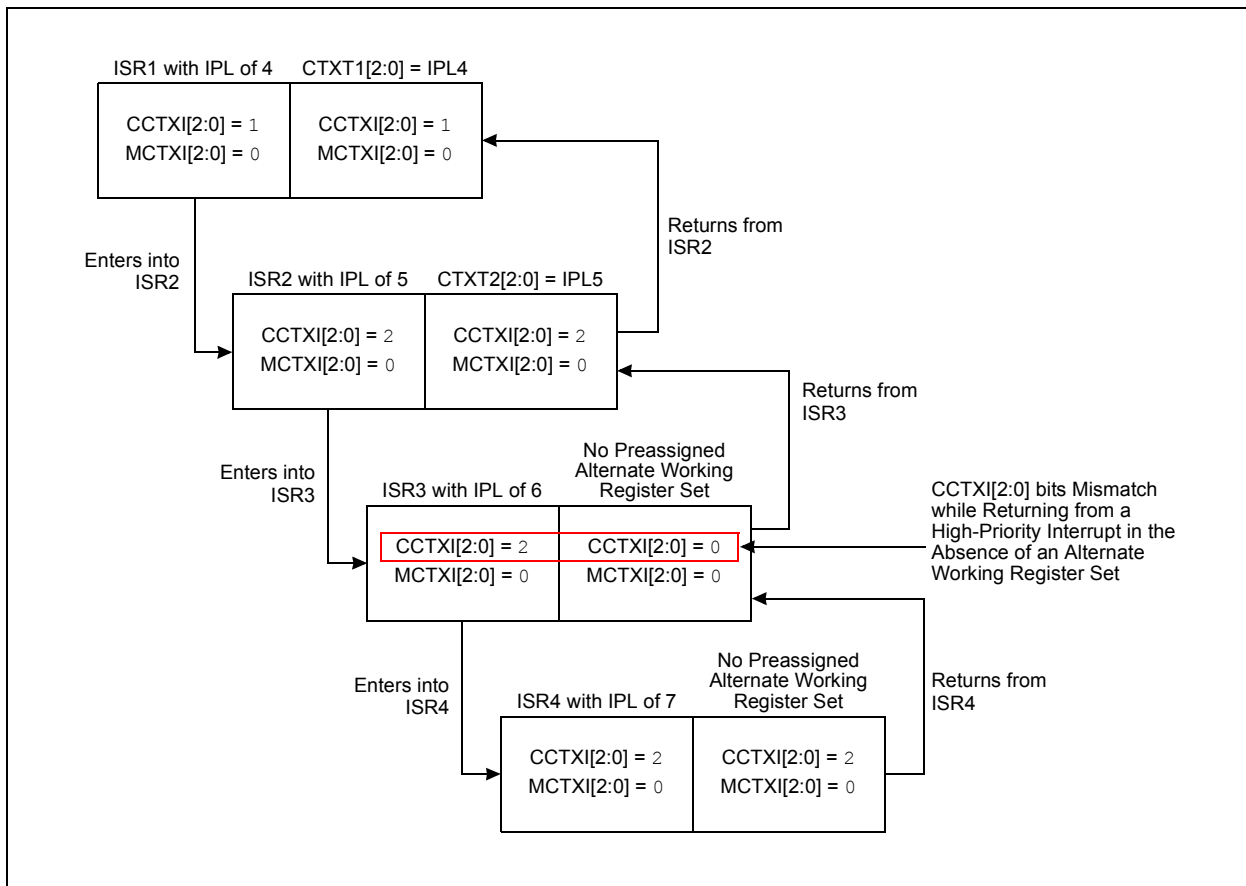 ISR1 with IPL of 4
CTXT1[2:0] = IPL4
CCTXI[2:0] = 1
MCTXI[2:0] = 0
CCTXI[2:0] = 1
MCTXI[2:0] = 0
Enters into
ISR2
Returns from
ISR2
ISR2 with IPL of 5
CTXT2[2:0] = IPL5
CCTXI[2:0] = 2
MCTXI[2:0] = 0
CCTXI[2:0] = 2
MCTXI[2:0] = 0
Enters into
ISR3
Returns from
ISR3
ISR3 with IPL of 6
No Preassigned
Alternate Working
Register Set
CCTXI[2:0] = 2
MCTXI[2:0] = 0
CCTXI[2:0] = 0
MCTXI[2:0] = 0
CCTXI[2:0] bits Mismatch
while Returning from a
High-Priority Interrupt in the
Absence of an Alternate
Working Register Set
Enters into
ISR4
Returns from
ISR4
ISR4 with IPL of 7
No Preassigned
Alternate Working
Register Set
CCTXI[2:0] = 2
MCTXI[2:0] = 0
CCTXI[2:0] = 2
MCTXI[2:0] = 0